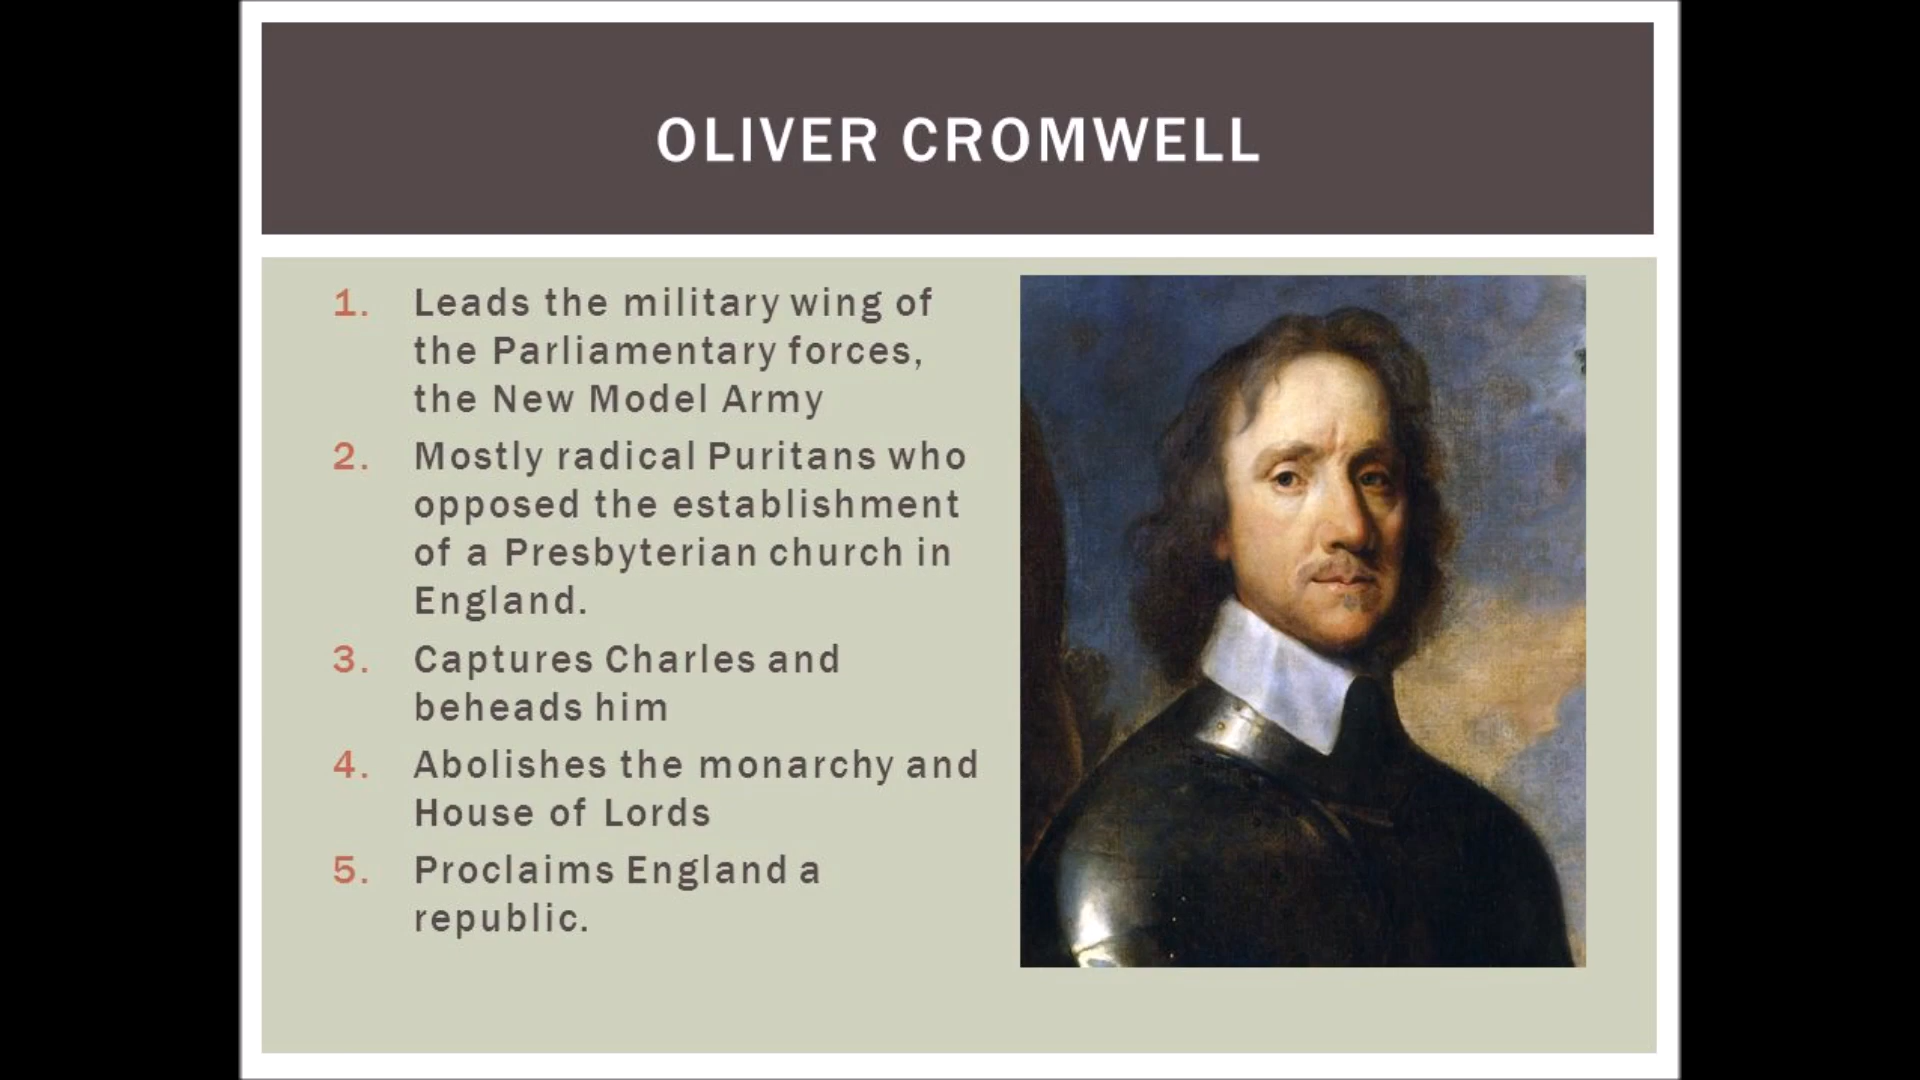 OLIVER CROMWELL
1. Leads the military wing of
the Parliamentary forces,
the New Model Army
2. Mostly radical Puritans who
opposed the establishment
of a Presbyterian church in
England.
3. Captures Charles and
beheads him
4. Abolishes the monarchy and
House of Lords
5. Proclaims England a
republic.